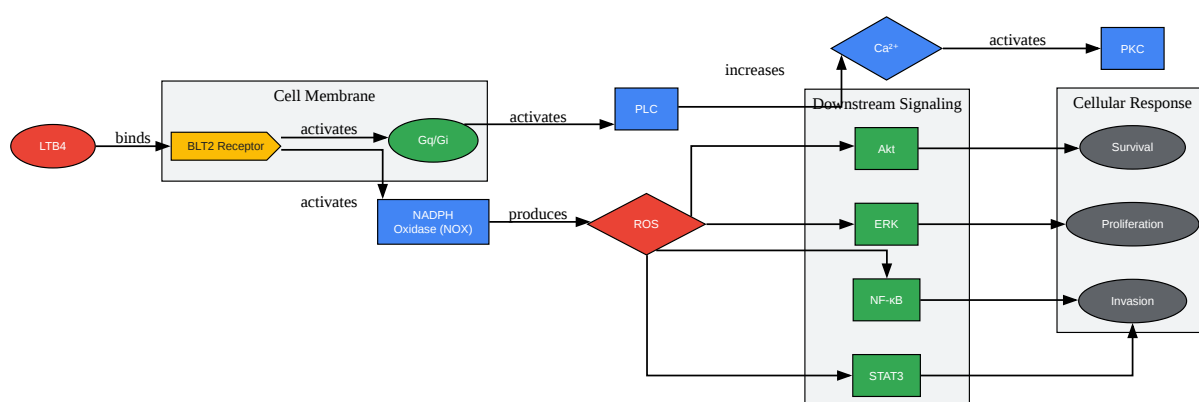 Cell Membrane
LTB4
binds
BLT2 Receptor
activates
Gq/Gi
activates
PLC
increases
Ca²⁺
activates
PKC
activates
NADPH
Oxidase (NOX)
produces
ROS
Downstream Signaling
Akt
ERK
NF-κB
STAT3
Cellular Response
Survival
Proliferation
Invasion